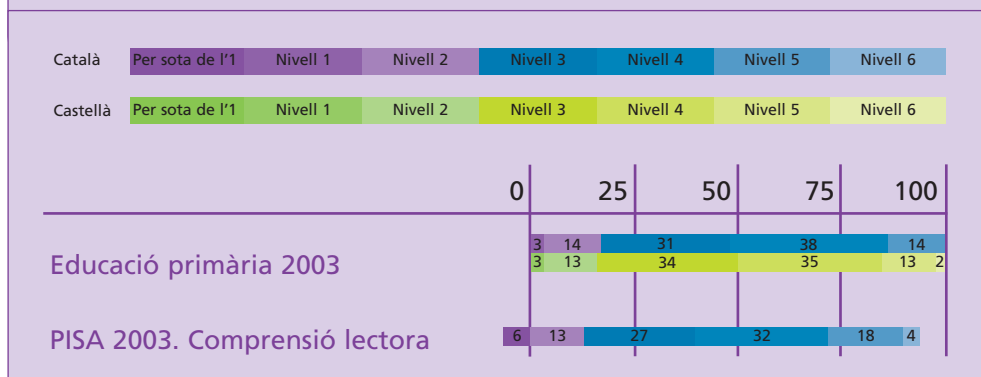 Català Per sota de l'1 Nivell 1 Nivell 2 Nivell 3 Nivell 4 Nivell 5 Nivell 6
Castellà Per sota de l'1 Nivell 1 Nivell 2 Nivell 3 Nivell 4 Nivell 5 Nivell 6
0 25 50 75 100
3 14 31 38 14
Educació primària 2003
3 13 34 35 13 2
PISA 2003. Comprensió lectora 6 13 27 32 18 4